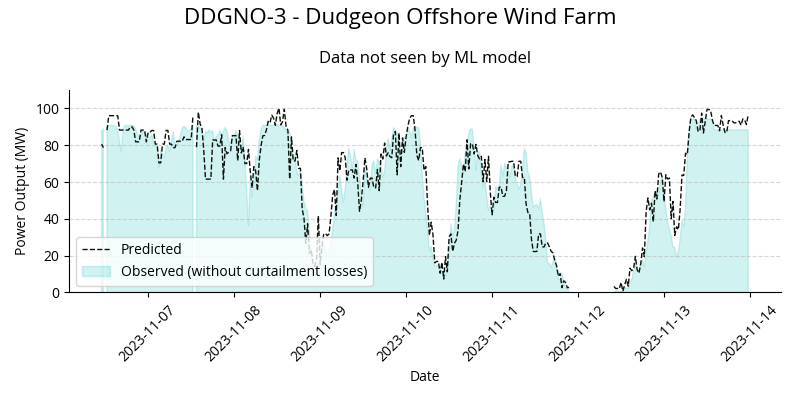 DDGNO-3 - Dudgeon Offshore Wind Farm
Data not seen by ML model
Power Output (MW)
100
80
60
40
20
0
Predicted
Observed (without curtailment losses)
2023-11-07
2023-11-08
2023-11-09
2023-11-10
2023-11-11
2023-11-12
2023-11-13
2023-11-14
Date